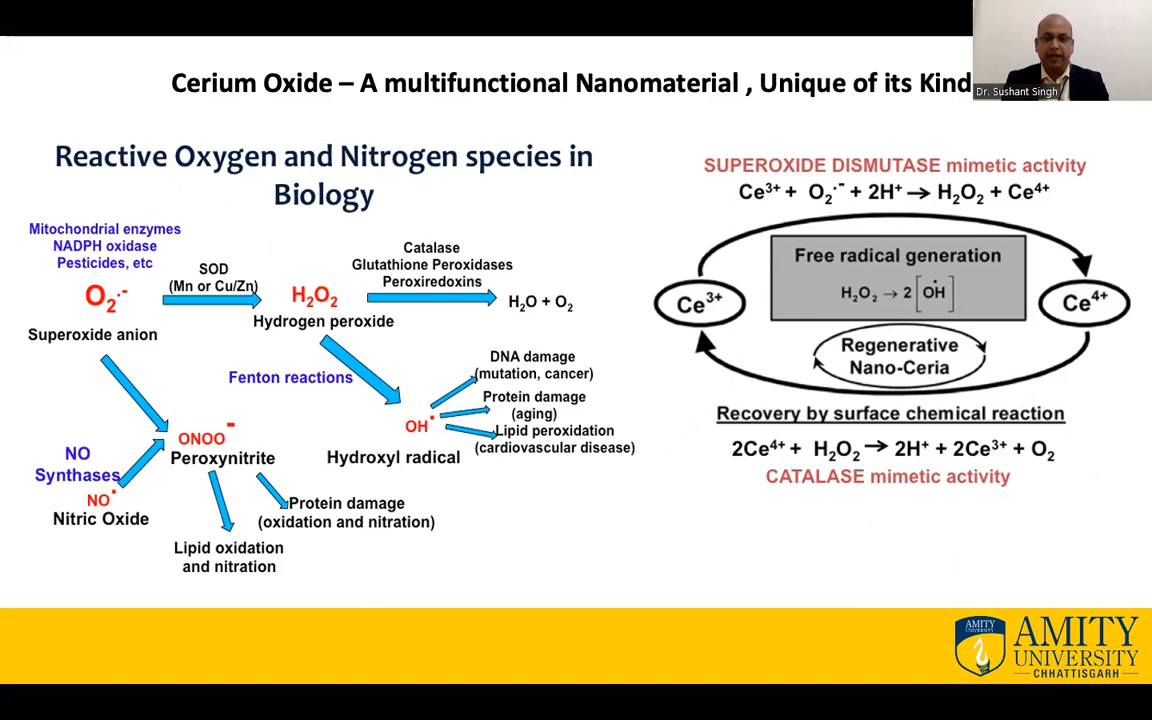 Cerium Oxide – A multifunctional Nanomaterial , Unique of its Kind
Dr. Sushant Singh
Reactive Oxygen and Nitrogen species in
Biology
Mitochondrial enzymes
NADPH oxidase
Pesticides, etc
O₂·⁻
Superoxide anion
SOD
(Mn or Cu/Zn)
H₂O₂
Hydrogen peroxide
Catalase
Glutathione Peroxidases
Peroxiredoxins
H₂O + O₂
Fenton reactions
OH·
Hydroxyl radical
DNA damage
(mutation, cancer)
Protein damage
(aging)
Lipid peroxidation
(cardiovascular disease)
ONOO⁻
Peroxynitrite
NO
Synthases
NO·
Nitric Oxide
Protein damage
(oxidation and nitration)
Lipid oxidation
and nitration
SUPEROXIDE DISMUTASE mimetic activity
Ce³⁺ + O₂·⁻ + 2H⁺ → H₂O₂ + Ce⁴⁺
Free radical generation
H₂O₂ → 2 [ȮH]
Ce³⁺
Ce⁴⁺
Regenerative
Nano-Ceria
Recovery by surface chemical reaction
2Ce⁴⁺ + H₂O₂ → 2H⁺ + 2Ce³⁺ + O₂
CATALASE mimetic activity
AMITY
UNIVERSITY
AMITY
UNIVERSITY
CHHATTISGARH